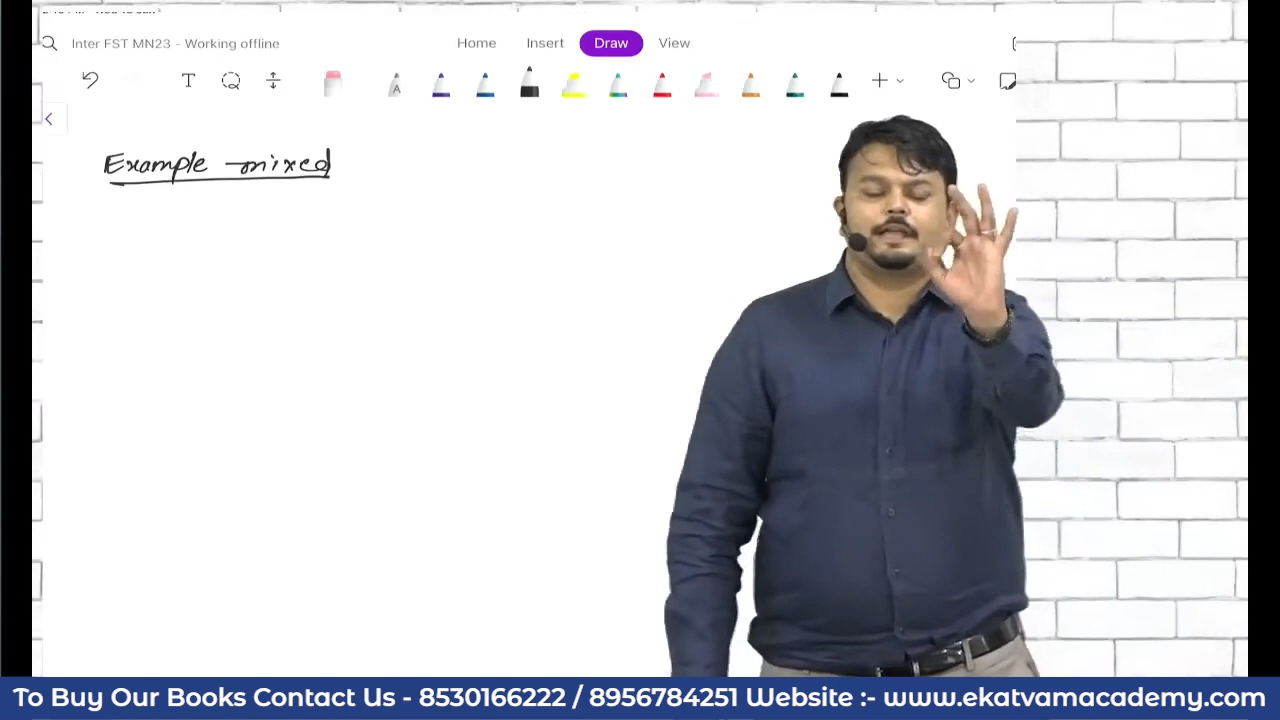 Inter FST MN23 - Working offline
Home Insert Draw View
T
A
Example mixed
To Buy Our Books Contact Us - 8530166222 / 8956784251 Website :- www.ekatvamacademy.com